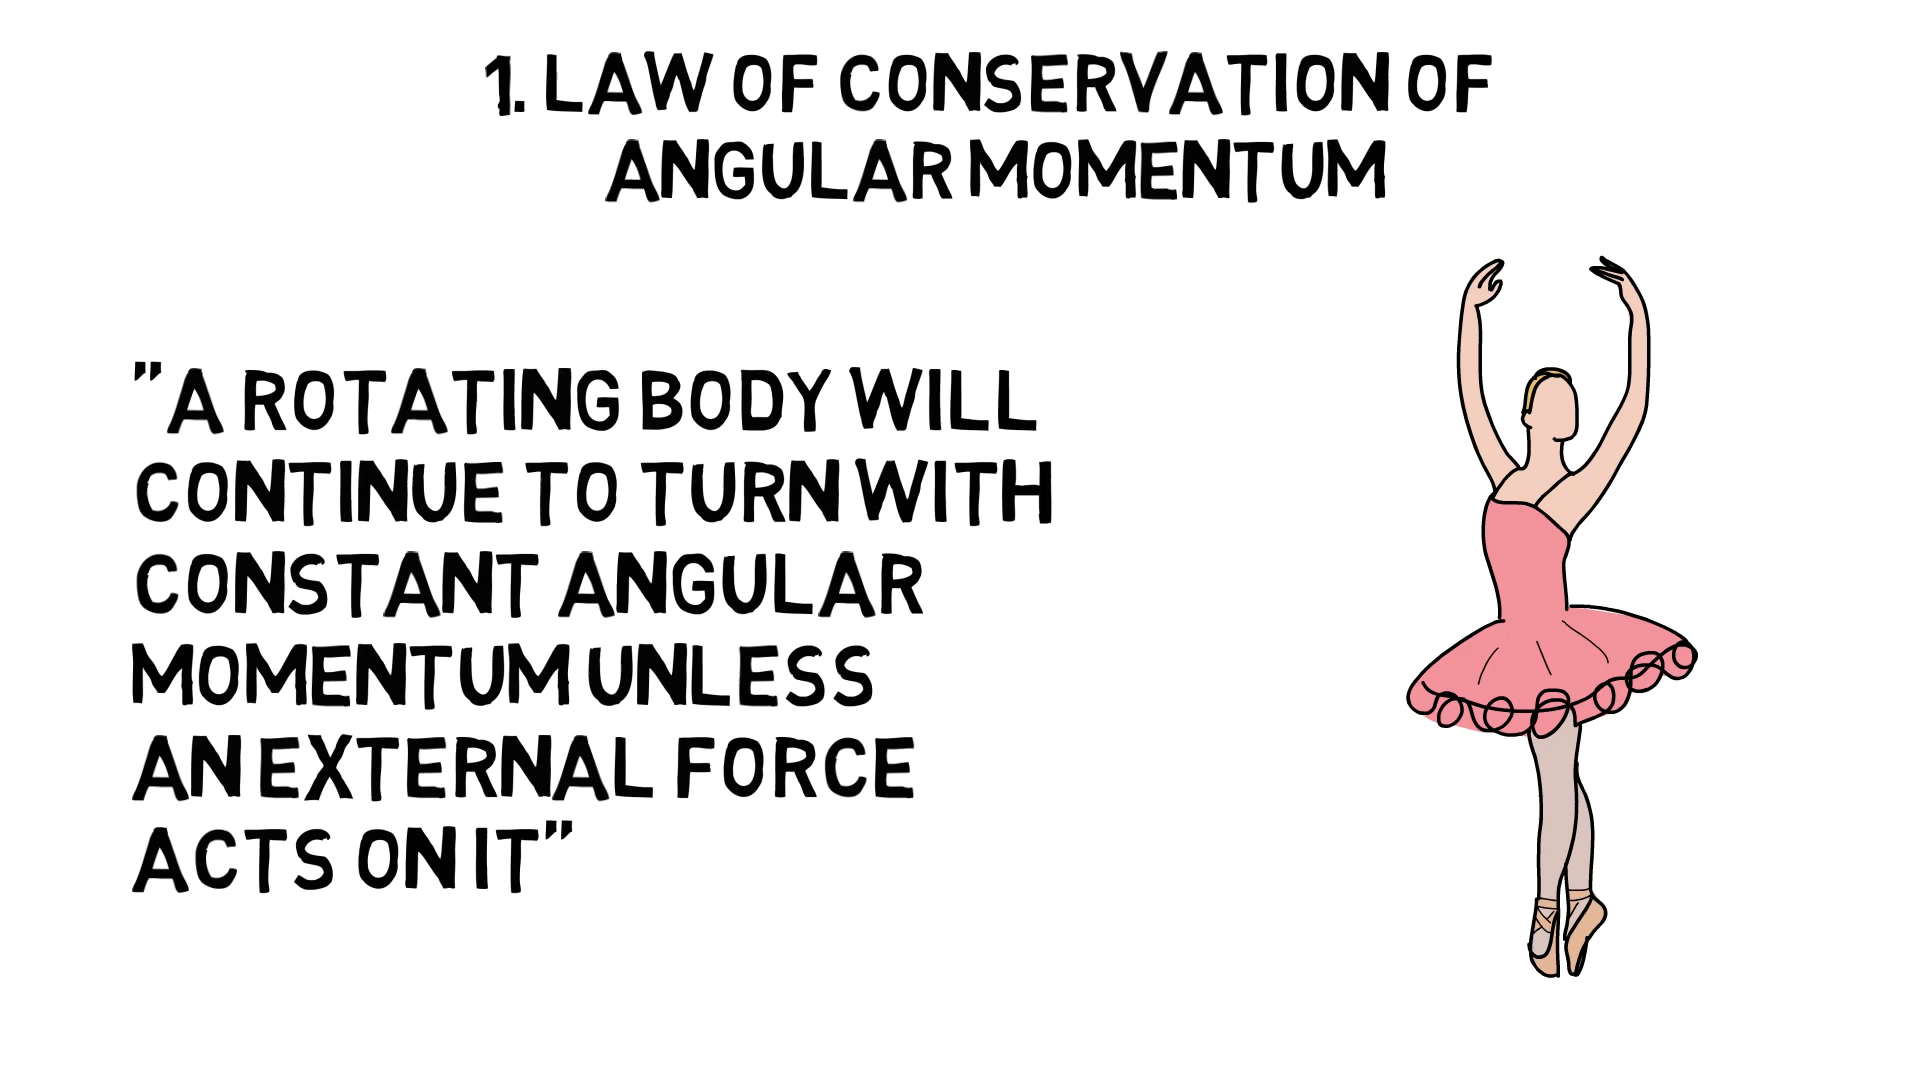 1. LAW OF CONSERVATION OF
ANGULAR MOMENTUM
"A ROTATING BODY WILL
CONTINUE TO TURN WITH
CONSTANT ANGULAR
MOMENTUM UNLESS
AN EXTERNAL FORCE
ACTS ON IT"